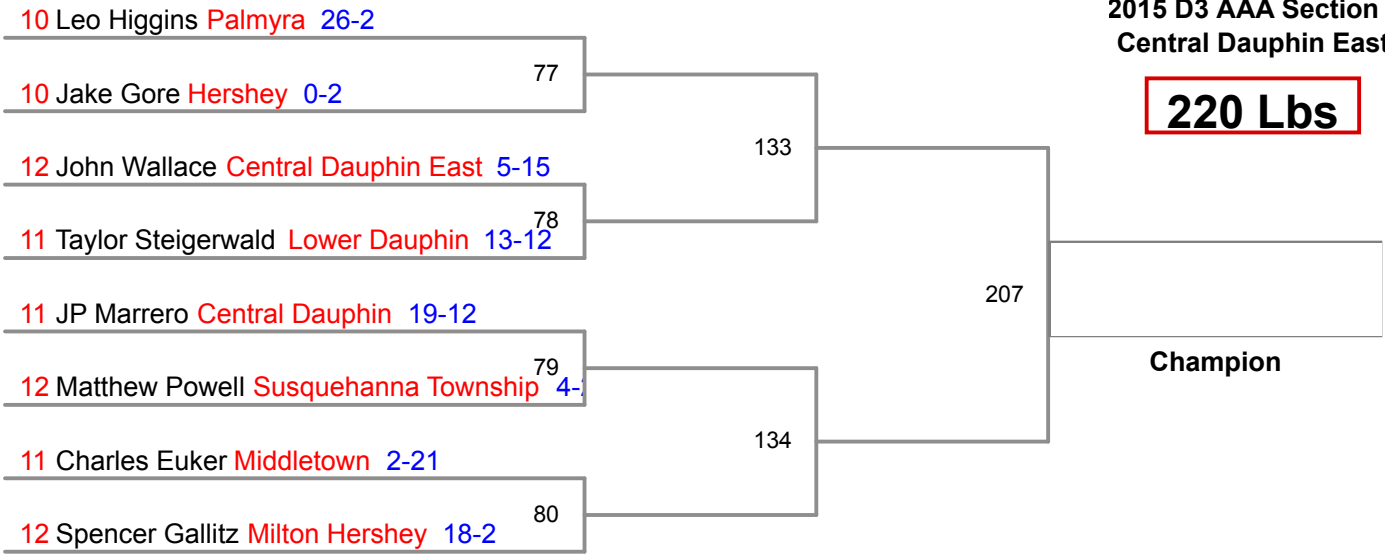 2015 D3 AAA Section
Central Dauphin East
220 Lbs
10 Leo Higgins Palmyra 26-2
77
10 Jake Gore Hershey 0-2
133
12 John Wallace Central Dauphin East 5-15
78
11 Taylor Steigerwald Lower Dauphin 13-12
207
11 JP Marrero Central Dauphin 19-12
Champion
79
12 Matthew Powell Susquehanna Township 4-
134
11 Charles Euker Middletown 2-21
80
12 Spencer Gallitz Milton Hershey 18-2